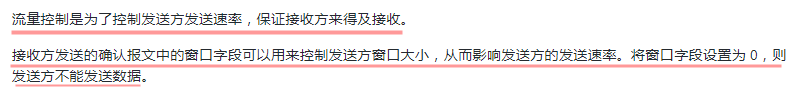 流量控制是为了控制发送方发送速率，保证接收方来得及接收。
接收方发送的确认报文中的窗口字段可以用来控制发送方窗口大小，从而影响发送方的发送速率。将窗口字段设置为 0，则
发送方不能发送数据。